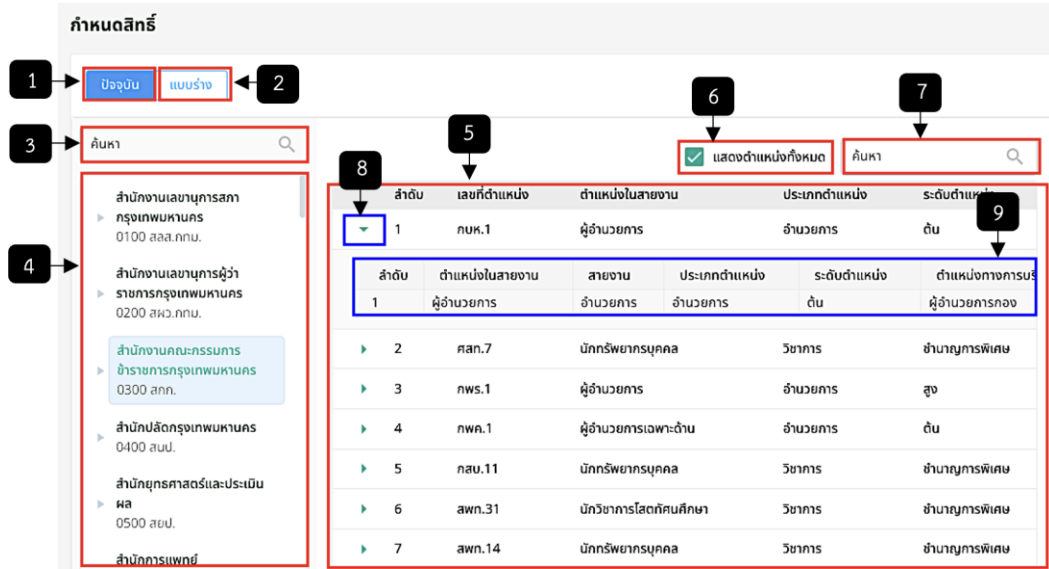 กำหนดสิทธิ์
1 ปัจจุบัน แบบร่าง 2
3 ค้นหา
6 7
5
แสดงตำแหน่งทั้งหมด ค้นหา
8
ลำดับ เลขที่ตำแหน่ง ตำแหน่งในสายงาน ประเภทตำแหน่ง ระดับตำแหน่ง
1 กบห.1 ผู้อำนวยการ อำนวยการ ต้น
9
ลำดับ ตำแหน่งในสายงาน สายงาน ประเภทตำแหน่ง ระดับตำแหน่ง ตำแหน่งทางการบริ
1 ผู้อำนวยการ อำนวยการ อำนวยการ ต้น ผู้อำนวยการกอง
2 ศสท.7 นักทรัพยากรบุคคล วิชาการ ชำนาญการพิเศษ
3 กพร.1 ผู้อำนวยการ อำนวยการ สูง
4 กพค.1 ผู้อำนวยการเฉพาะด้าน อำนวยการ ต้น
5 กสบ.11 นักทรัพยากรบุคคล วิชาการ ชำนาญการพิเศษ
6 สพท.31 นักวิชาการโสตทัศนศึกษา วิชาการ ชำนาญการพิเศษ
7 สพท.14 นักทรัพยากรบุคคล วิชาการ ชำนาญการพิเศษ
4
สำนักงานเลขานุการสภา
กรุงเทพมหานคร
0100 สลส.กทม.
สำนักงานเลขานุการผู้ว่า
ราชการกรุงเทพมหานคร
0200 สผว.กทม.
สำนักงานคณะกรรมการ
ข้าราชการกรุงเทพมหานคร
0300 สกก.
สำนักปลัดกรุงเทพมหานคร
0400 สนป.
สำนักยุทธศาสตร์และประเมิน
ผล
0500 สยป.
สำนักการแพทย์